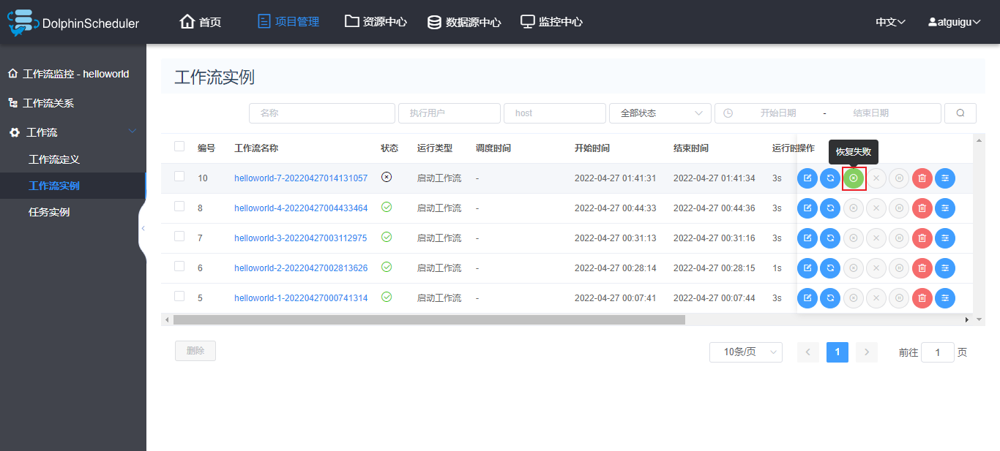 DolphinScheduler
首页
项目管理
资源中心
数据源中心
监控中心
中文
atguigu
工作流监控 - helloworld
工作流关系
工作流
工作流定义
工作流实例
任务实例
工作流实例
名称
执行用户
host
全部状态
开始日期 - 结束日期
编号 工作流名称 状态 运行类型 调度时间 开始时间 结束时间 运行时 操作
恢复失败
10 helloworld-7-20220427014131057 启动工作流 - 2022-04-27 01:41:31 2022-04-27 01:41:34 3s
8 helloworld-4-20220427004433464 启动工作流 - 2022-04-27 00:44:33 2022-04-27 00:44:36 3s
7 helloworld-3-20220427003112975 启动工作流 - 2022-04-27 00:31:13 2022-04-27 00:31:16 3s
6 helloworld-2-20220427002813626 启动工作流 - 2022-04-27 00:28:14 2022-04-27 00:28:15 1s
5 helloworld-1-20220427000741314 启动工作流 - 2022-04-27 00:07:41 2022-04-27 00:07:44 3s
删除
10条/页
1
前往 1 页